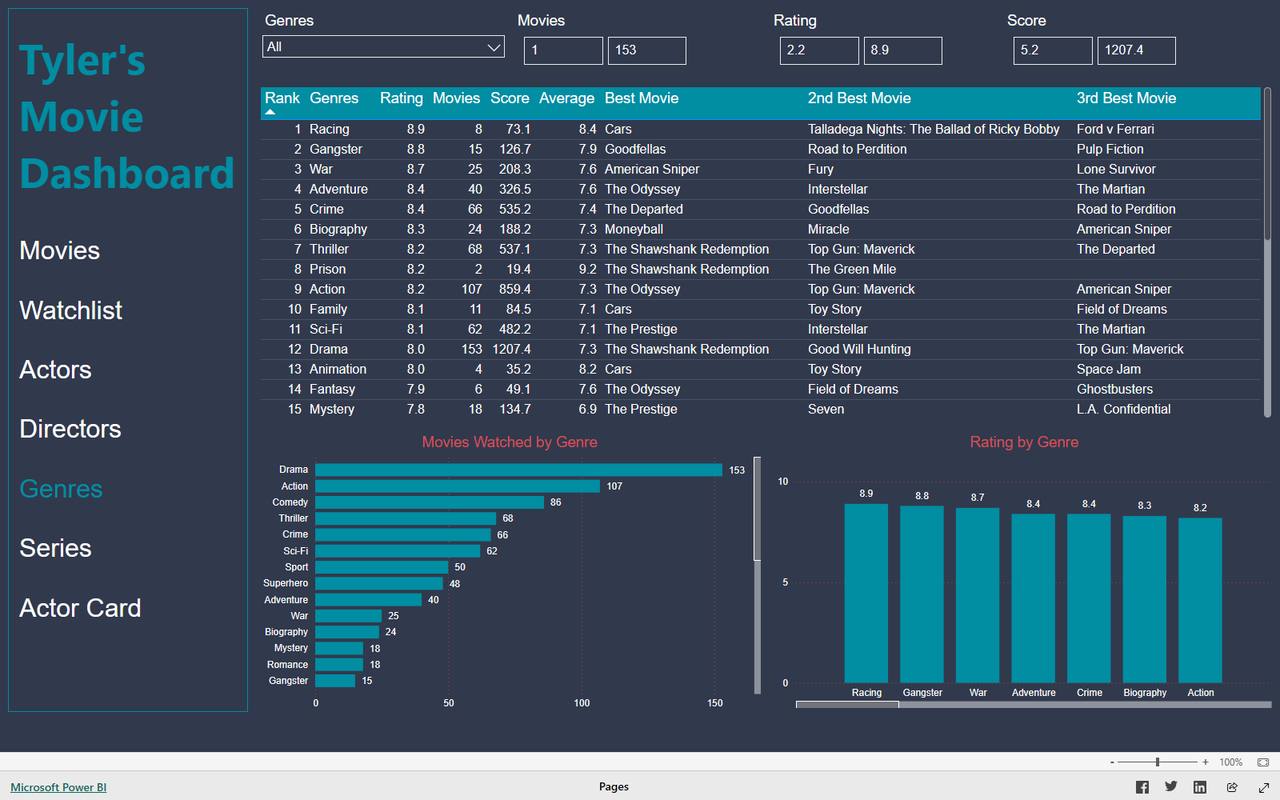 Tyler's
Movie
Dashboard
Movies
Watchlist
Actors
Directors
Genres
Series
Actor Card
Genres
All
Movies
1 153
Rating
2.2 8.9
Score
5.2 1207.4
Rank Genres Rating Movies Score Average Best Movie 2nd Best Movie 3rd Best Movie
1 Racing 8.9 8 73.1 8.4 Cars Talladega Nights: The Ballad of Ricky Bobby Ford v Ferrari
2 Gangster 8.8 15 126.7 7.9 Goodfellas Road to Perdition Pulp Fiction
3 War 8.7 25 208.3 7.6 American Sniper Fury Lone Survivor
4 Adventure 8.4 40 326.5 7.6 The Odyssey Interstellar The Martian
5 Crime 8.4 66 535.2 7.4 The Departed Goodfellas Road to Perdition
6 Biography 8.3 24 188.2 7.3 Moneyball Miracle American Sniper
7 Thriller 8.2 68 537.1 7.3 The Shawshank Redemption Top Gun: Maverick The Departed
8 Prison 8.2 2 19.4 9.2 The Shawshank Redemption The Green Mile
9 Action 8.2 107 859.4 7.3 The Odyssey Top Gun: Maverick American Sniper
10 Family 8.1 11 84.5 7.1 Cars Toy Story Field of Dreams
11 Sci-Fi 8.1 62 482.2 7.1 The Prestige Interstellar The Martian
12 Drama 8.0 153 1207.4 7.3 The Shawshank Redemption Good Will Hunting Top Gun: Maverick
13 Animation 8.0 4 35.2 8.2 Cars Toy Story Space Jam
14 Fantasy 7.9 6 49.1 7.6 The Odyssey Field of Dreams Ghostbusters
15 Mystery 7.8 18 134.7 6.9 The Prestige Seven L.A. Confidential
Movies Watched by Genre
Drama 153
Action 107
Comedy 86
Thriller 68
Crime 66
Sci-Fi 62
Sport 50
Superhero 48
Adventure 40
War 25
Biography 24
Mystery 18
Romance 18
Gangster 15
0 50 100 150
Rating by Genre
10
5
0
8.9 8.8 8.7 8.4 8.4 8.3 8.2
Racing Gangster War Adventure Crime Biography Action
- + 100%
Microsoft Power BI
Pages